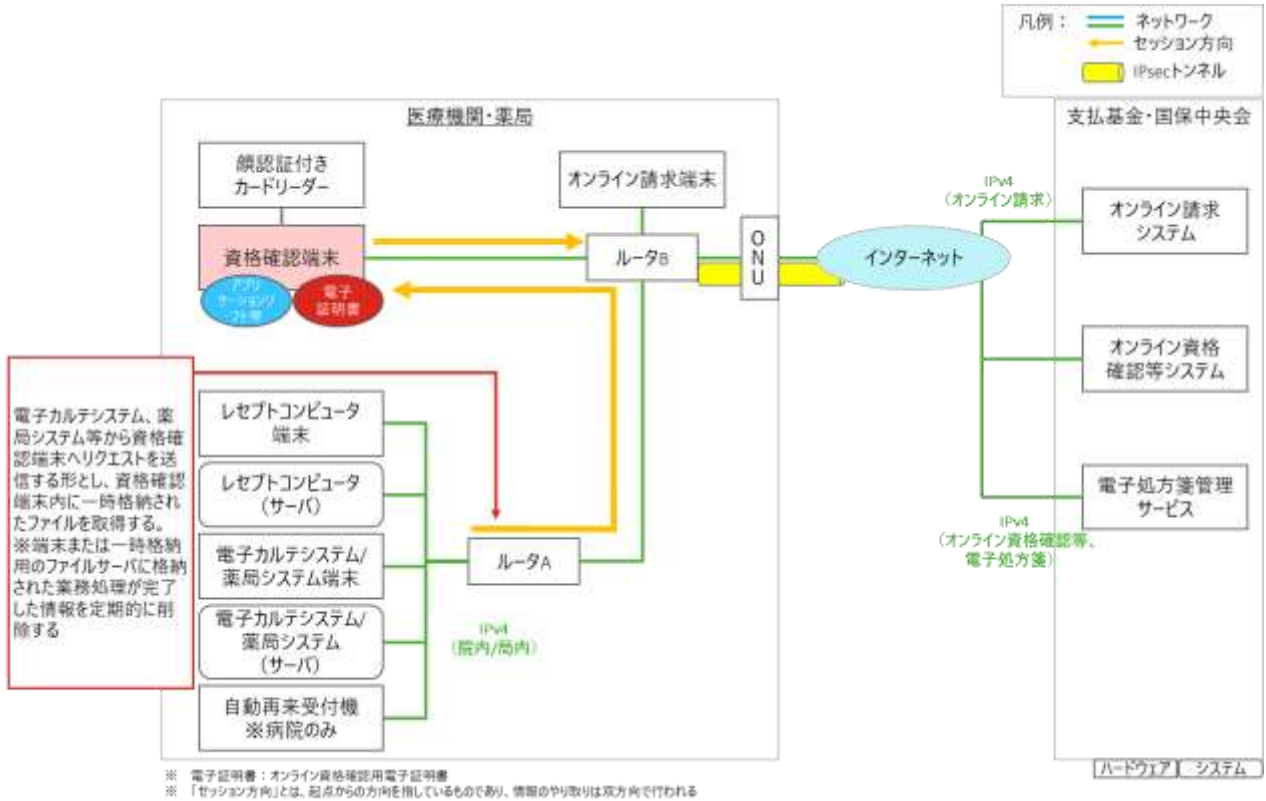 凡例：
ネットワーク
セッション方向
IPsecトンネル
医療機関・薬局
支払基金・国保中央会
顔認証付き
カードリーダー
オンライン請求端末
資格確認端末
アプリ
ケーションソ
フト等
電子
証明書
ルータB
ONU
インターネット
IPv4
（オンライン請求）
オンライン請求
システム
オンライン資格
確認等システム
電子処方箋管理
サービス
IPv4
（オンライン資格確認等、
電子処方箋）
電子カルテシステム、薬
局システム等から資格確
認端末へリクエストを送
信する形とし、資格確認
端末内に一時格納され
たファイルを取得する。
※端末または一時格納
用のファイルサーバに格納
された業務処理が完了
した情報を定期的に削
除する
レセプトコンピュータ
端末
レセプトコンピュータ
（サーバ）
電子カルテシステム/
薬局システム端末
電子カルテシステム/
薬局システム
（サーバ）
自動再来受付機
※病院のみ
ルータA
IPv4
（院内/局内）
ハードウェア
システム
※ 電子証明書：オンライン資格確認用電子証明書
※ 「セッション方向」とは、起点からの方向を指しているものであり、情報のやり取りは双方向で行われる